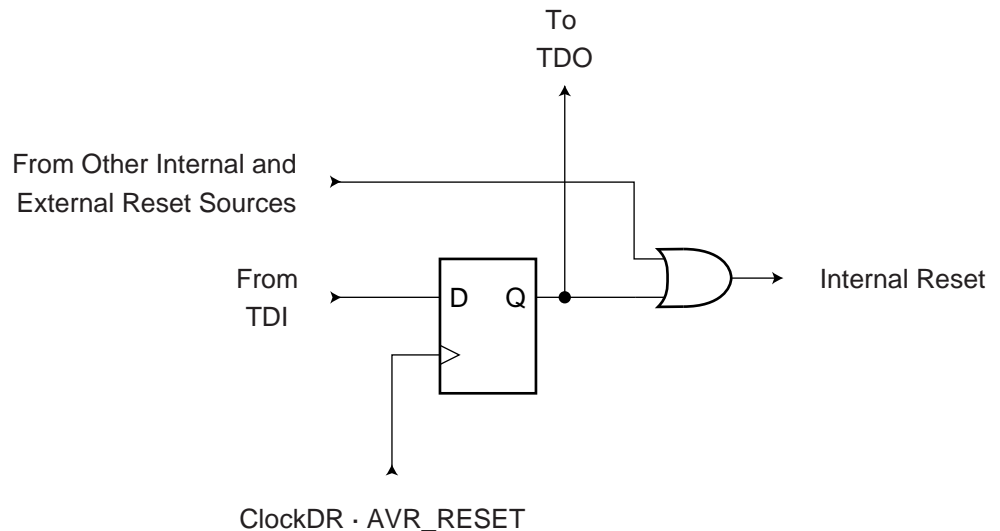 To
TDO
From Other Internal and
External Reset Sources
From
TDI
D Q
Internal Reset
ClockDR · AVR_RESET